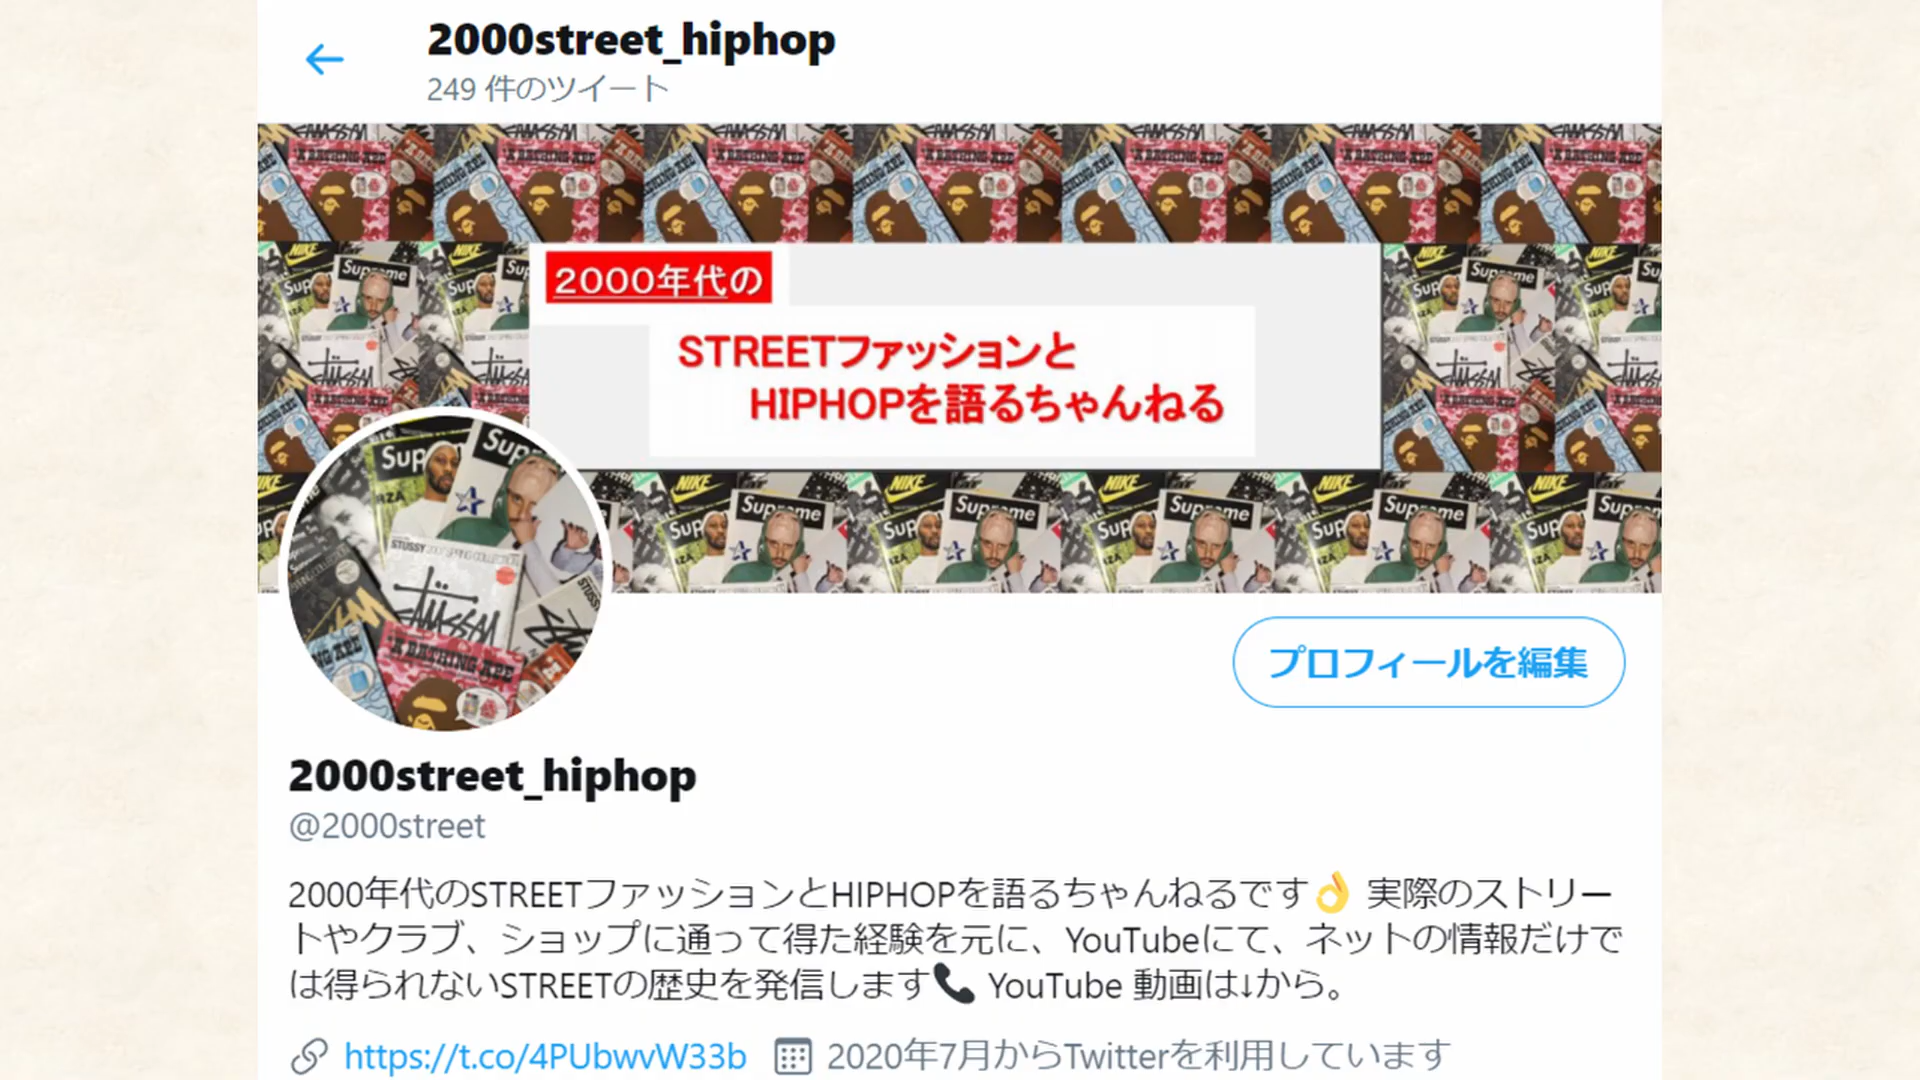 2000street_hiphop
249 件のツイート
2000年代の
STREETファッションと
HIPHOPを語るちゃんねる
NIKE
Supreme
STUSSY
A BATHING APE
プロフィールを編集
2000street_hiphop
@2000street
2000年代のSTREETファッションとHIPHOPを語るちゃんねるです👌 実際のストリー
トやクラブ、ショップに通って得た経験を元に、YouTubeにて、ネットの情報だけで
は得られないSTREETの歴史を発信します📞 YouTube 動画は↓から。
https://t.co/4PUbwvW33b 2020年7月からTwitterを利用しています